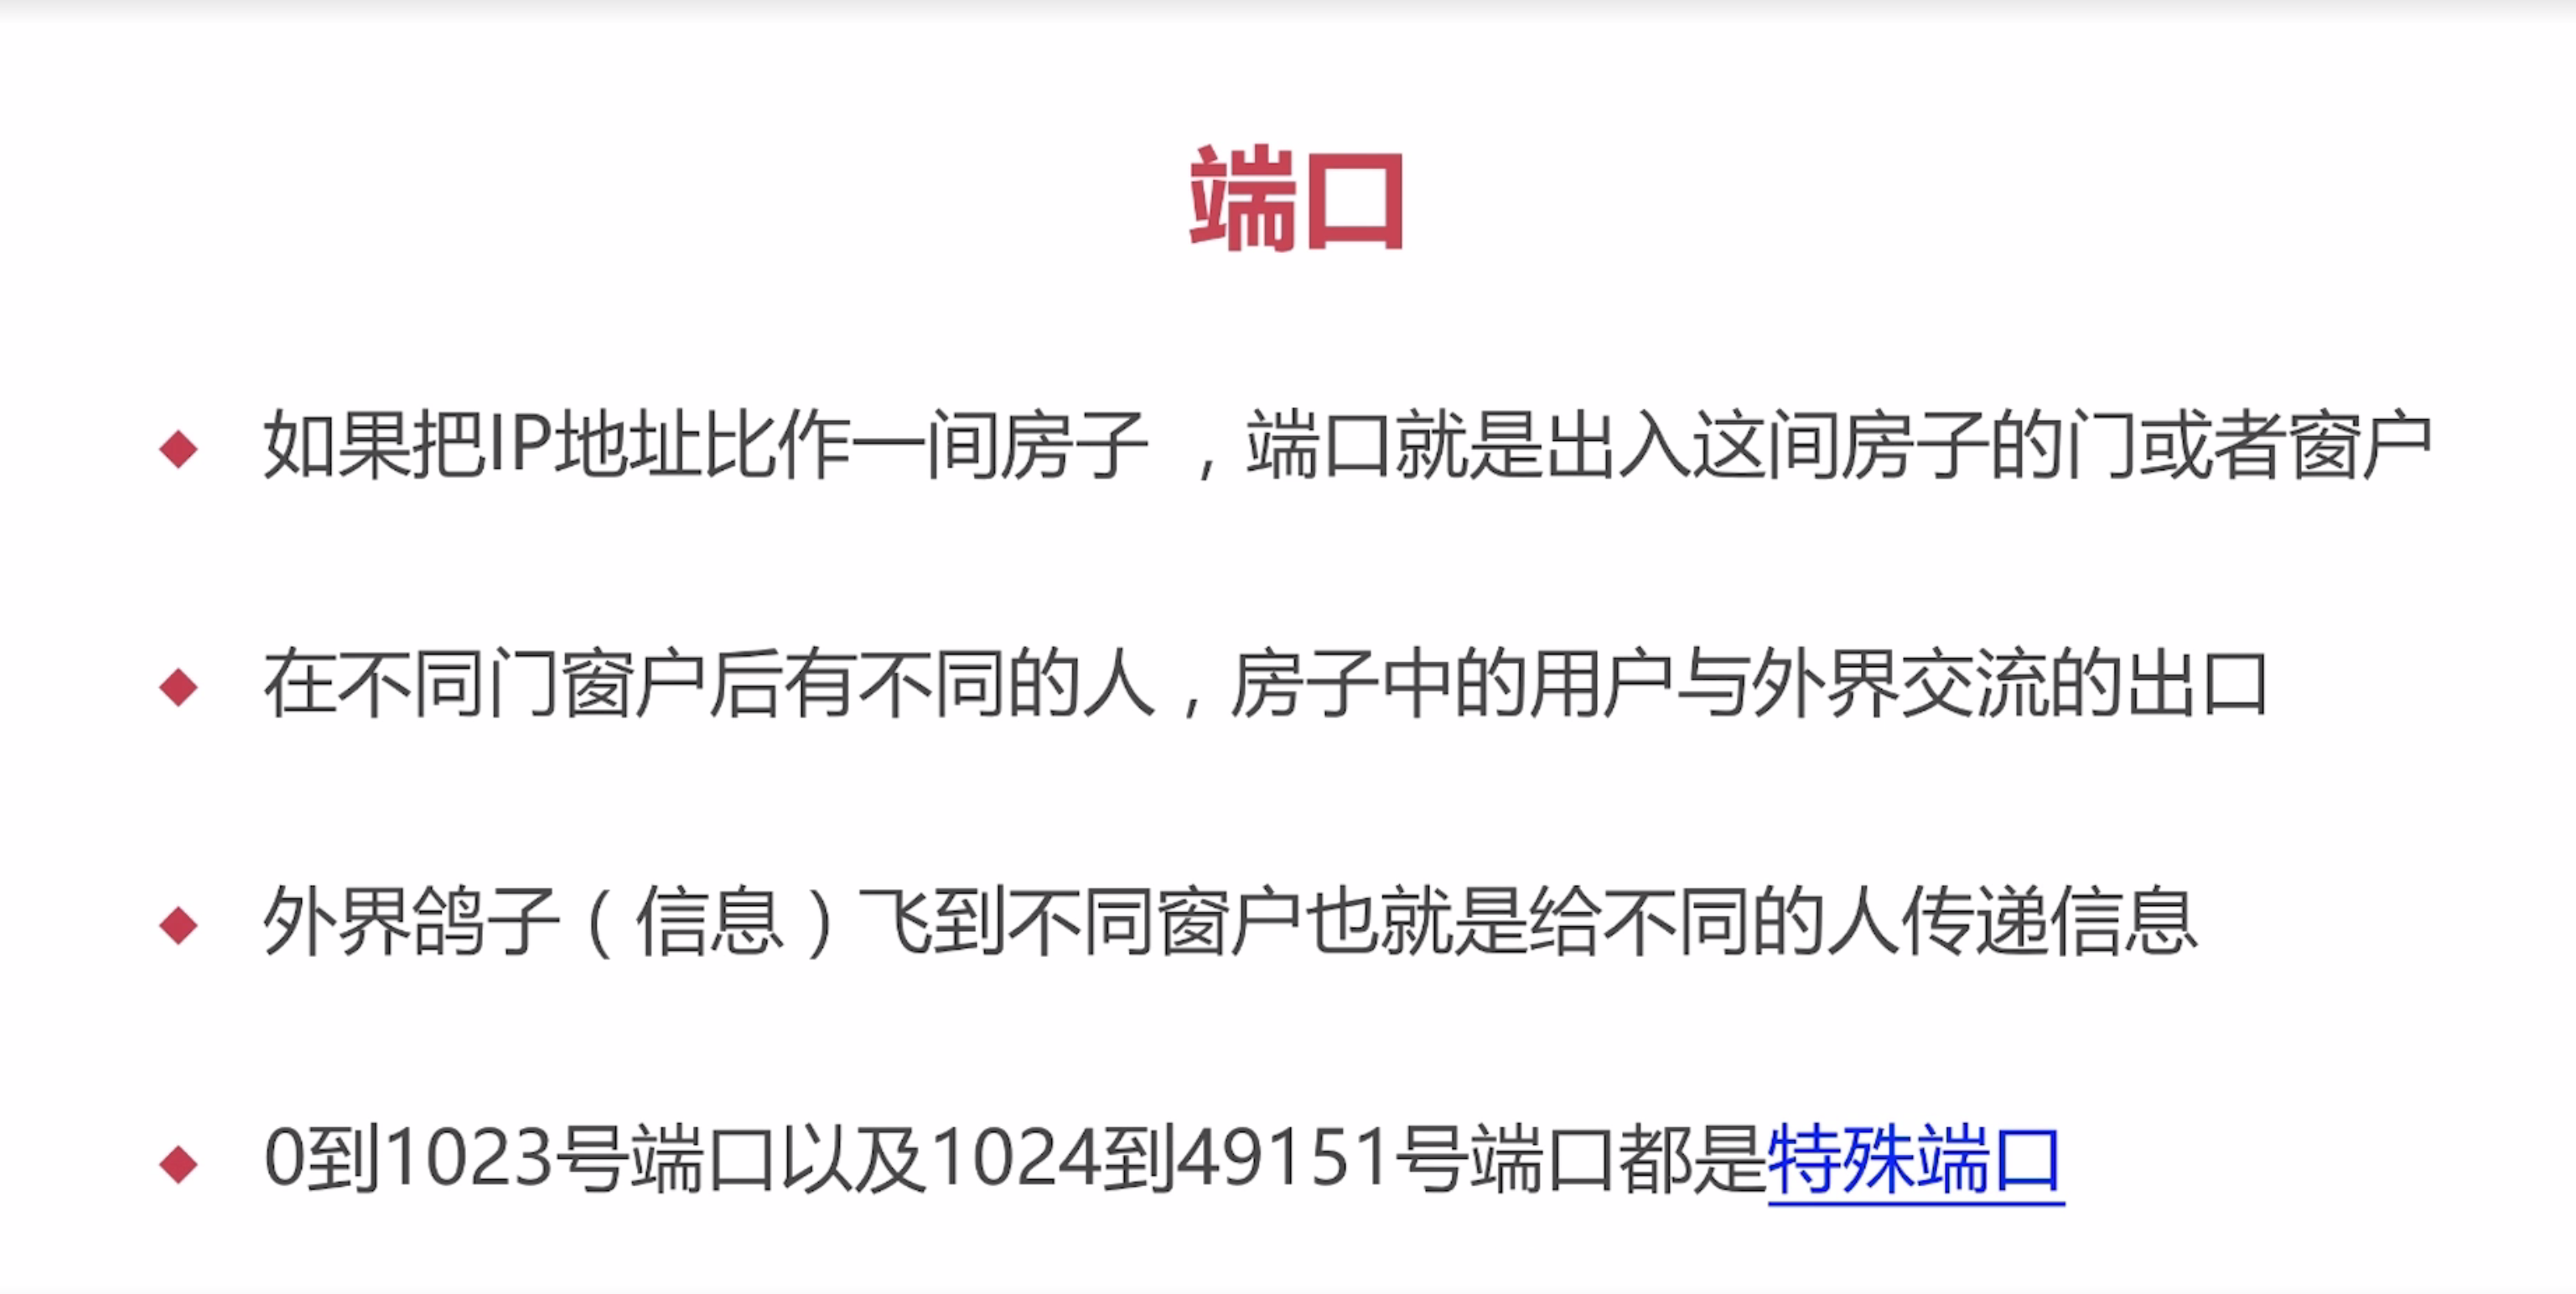 端口
如果把IP地址比作一间房子 ，端口就是出入这间房子的门或者窗户
在不同门窗户后有不同的人，房子中的用户与外界交流的出口
外界鸽子（信息）飞到不同窗户也就是给不同的人传递信息
0到1023号端口以及1024到49151号端口都是特殊端口